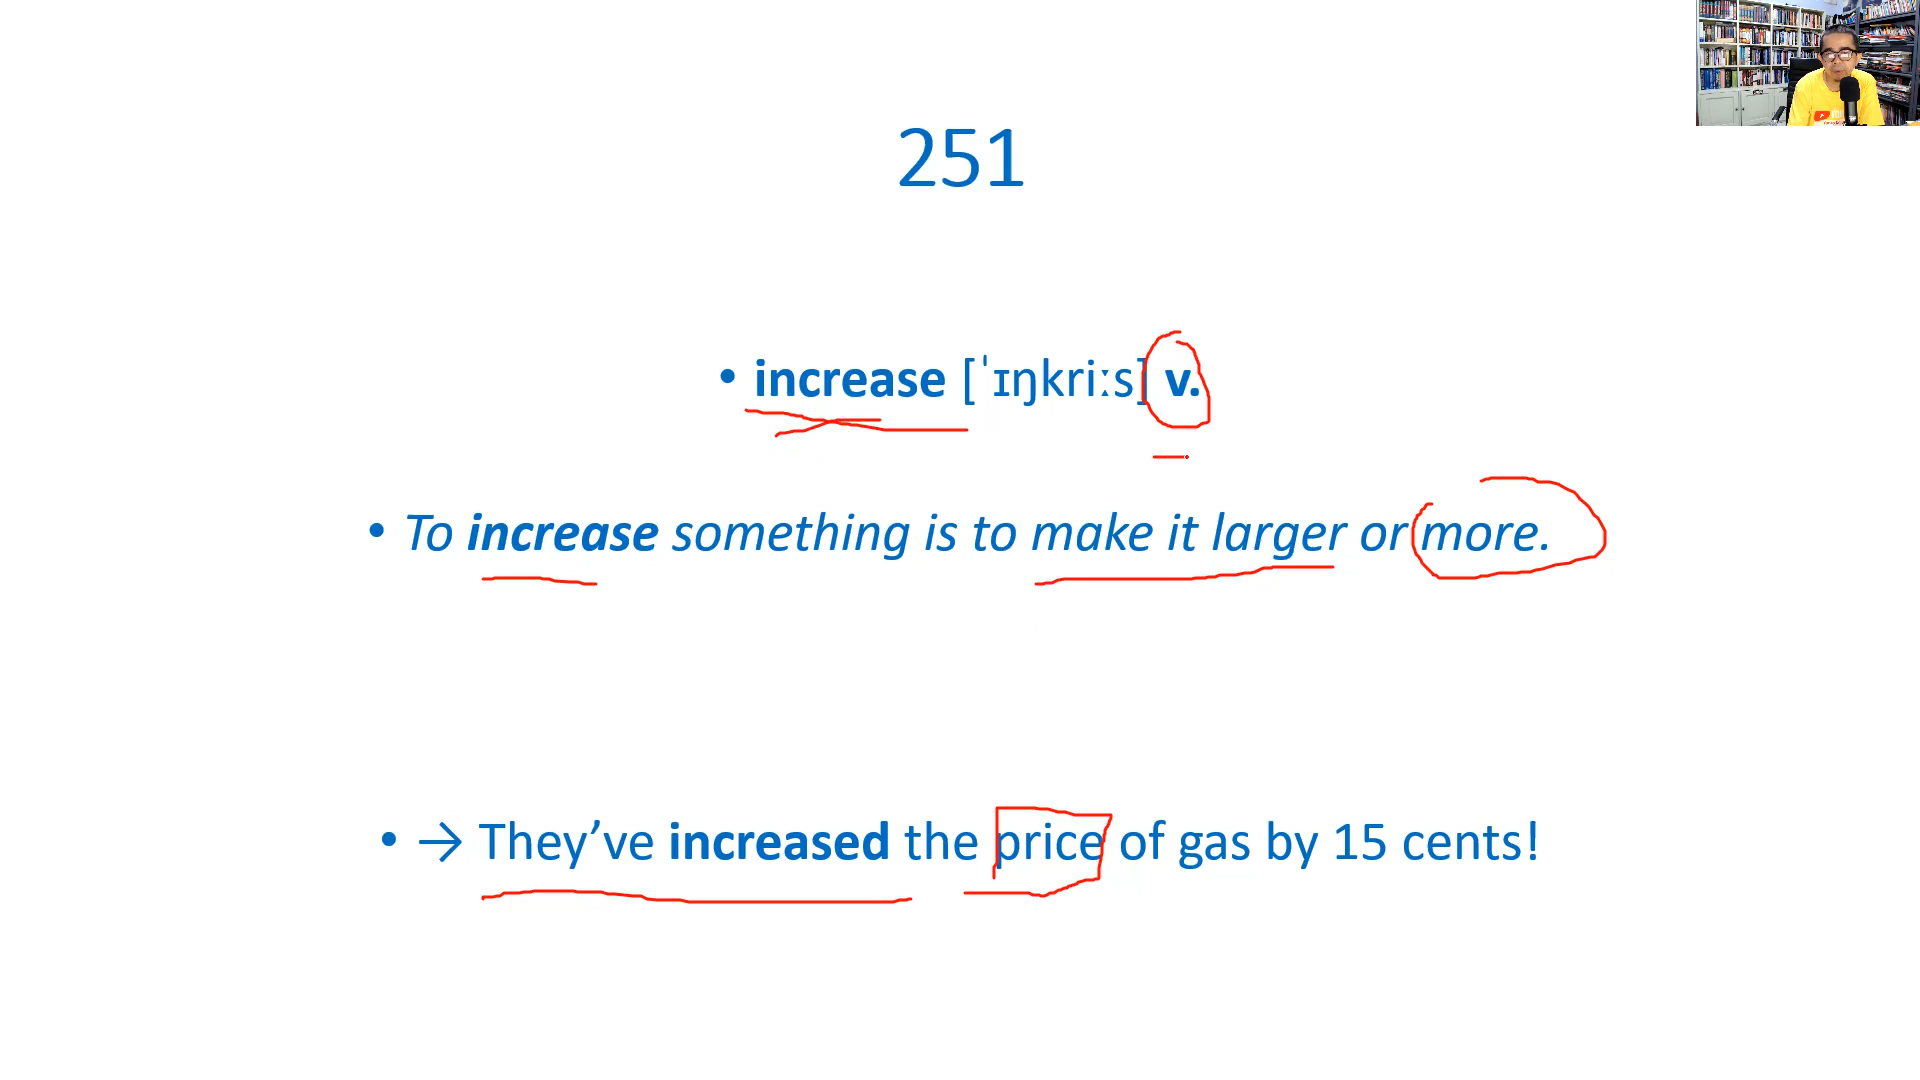 251
• increase [ˈɪŋkriːs] v.
• To increase something is to make it larger or more.
• → They’ve increased the price of gas by 15 cents!